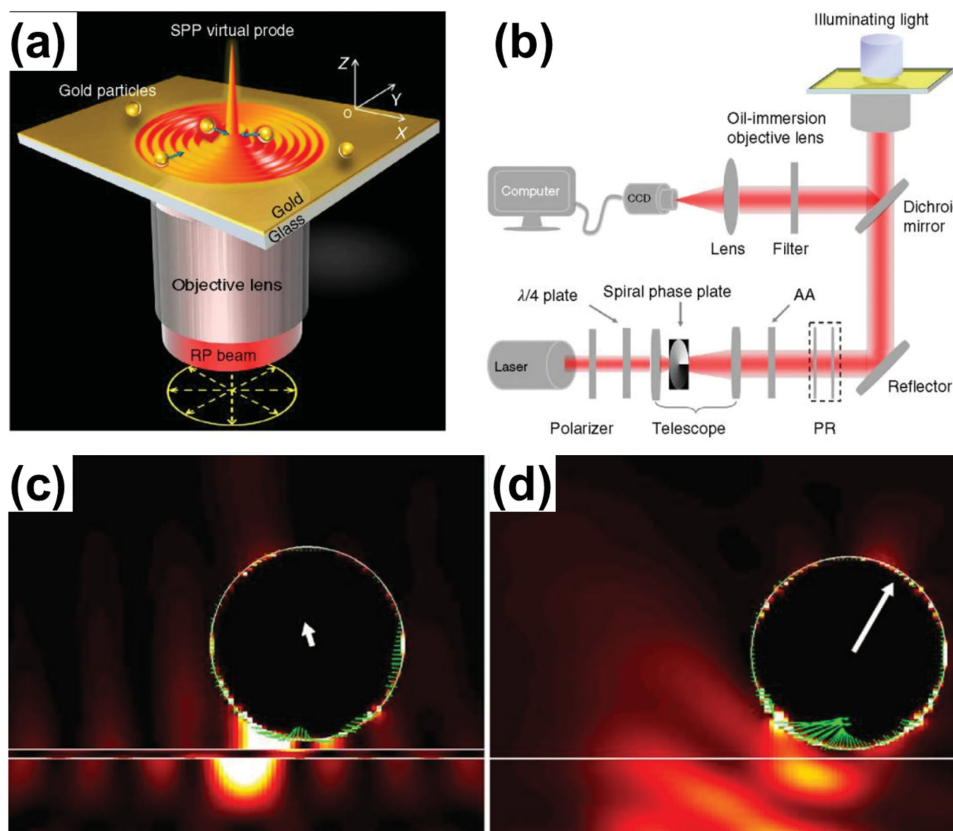 (a)
SPP virtual prode
Gold particles
Z
Y
O
X
Gold
Glass
Objective lens
RP beam
(b)
Illuminating light
Oil-immersion
objective lens
Computer
CCD
Lens
Filter
Dichroi
mirror
λ/4 plate
Spiral phase plate
AA
Laser
Reflector
Polarizer
Telescope
PR
(c)
(d)